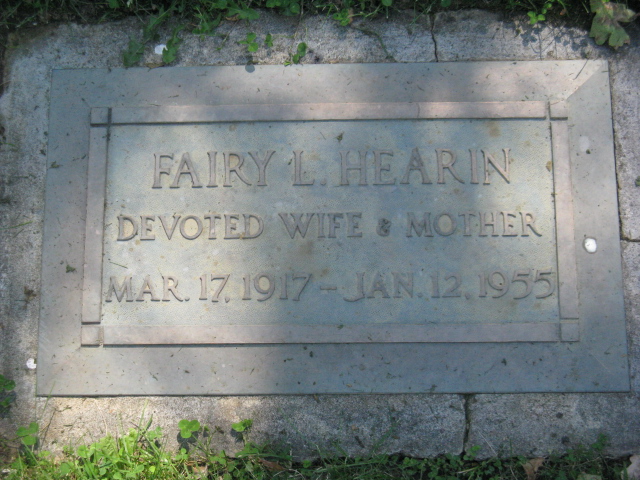 FAIRY L. HEARIN
DEVOTED WIFE & MOTHER
MAR. 17, 1917 – JAN. 12, 1955